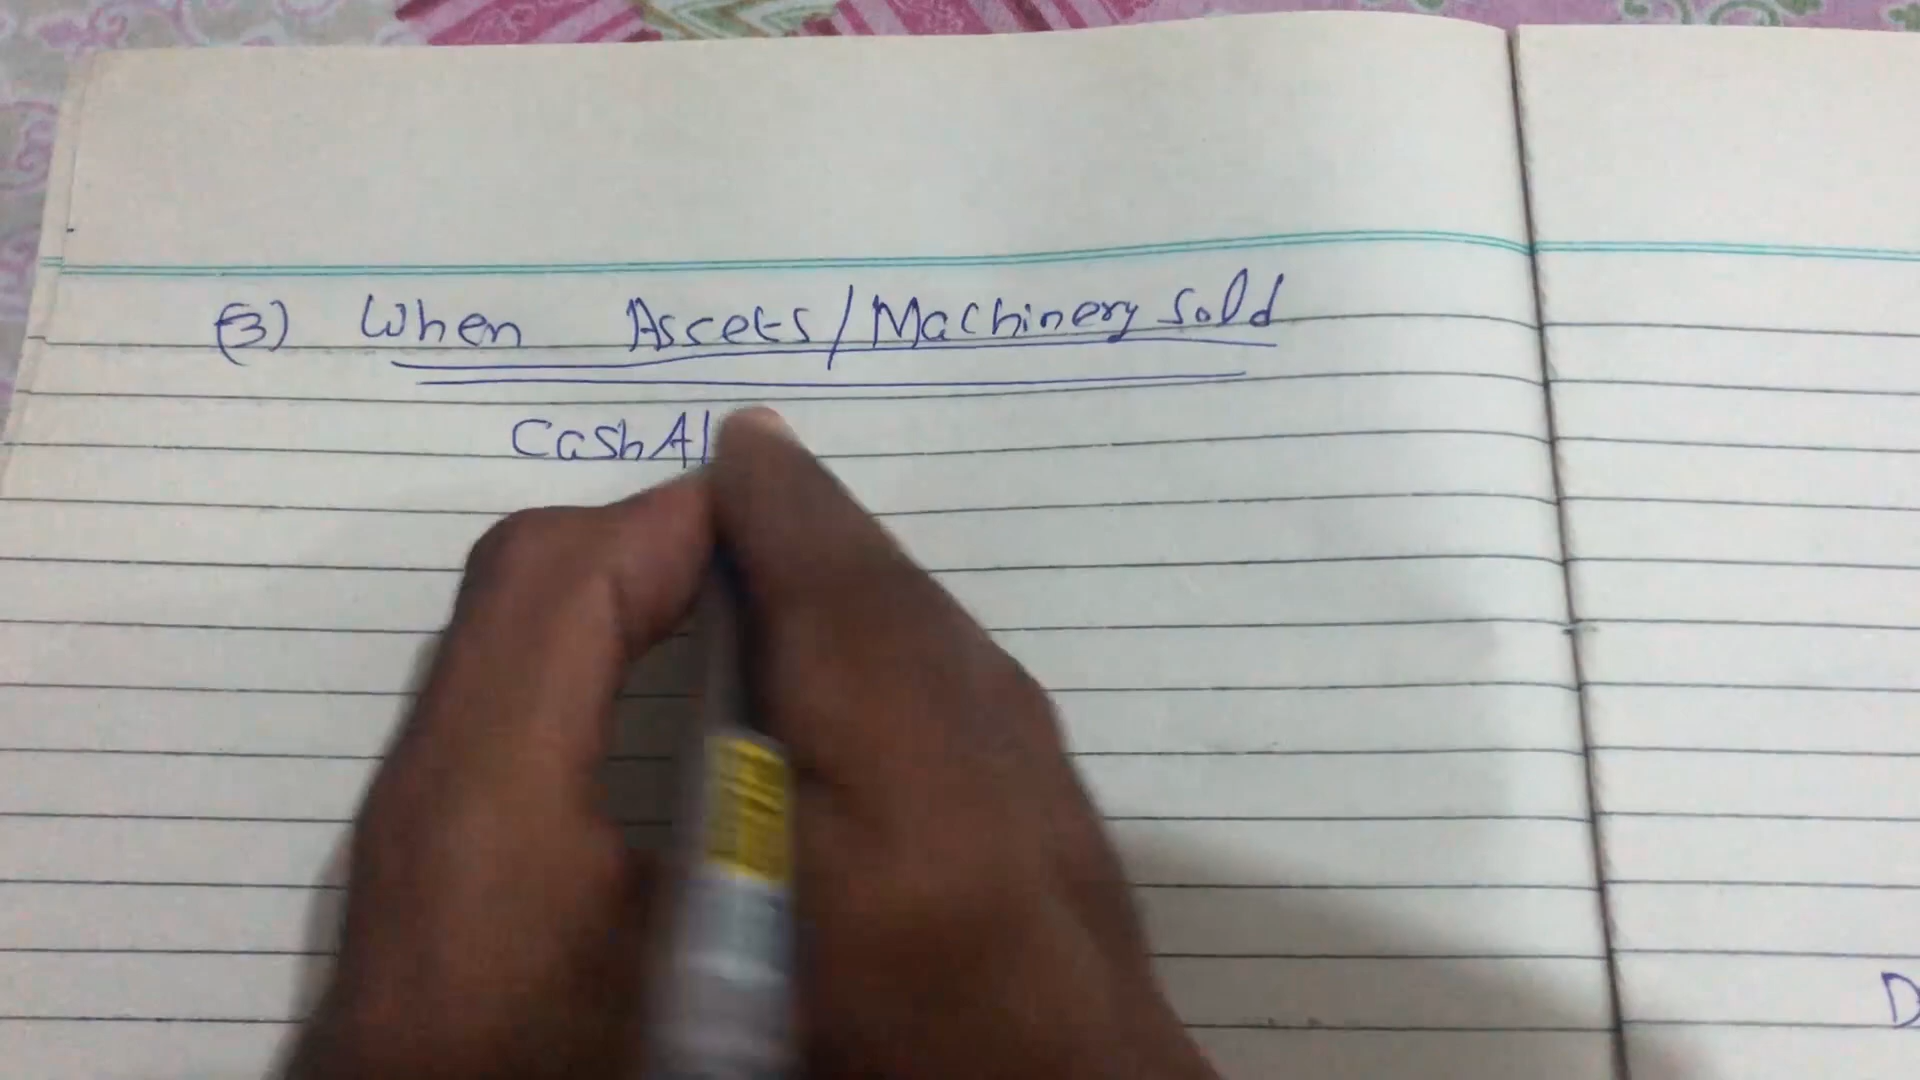 (3) When Assets/Machinery Sold
Cash A/
D